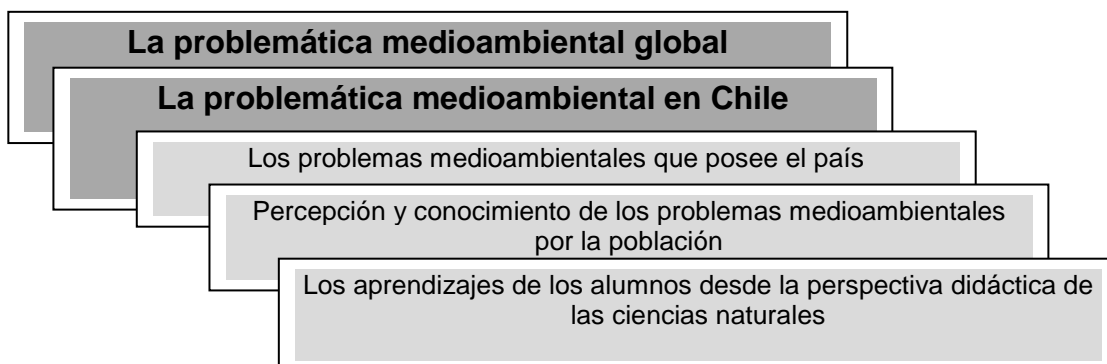 La problemática medioambiental global
La problemática medioambiental en Chile
Los problemas medioambientales que posee el país
Percepción y conocimiento de los problemas medioambientales
por la población
Los aprendizajes de los alumnos desde la perspectiva didáctica de
las ciencias naturales